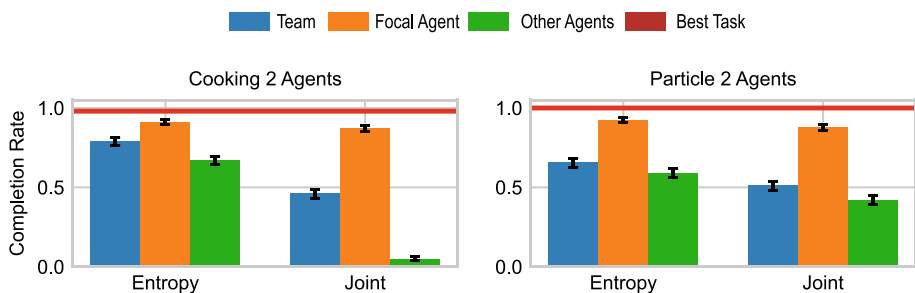 Team Focal Agent Other Agents Best Task
Cooking 2 Agents
Completion Rate
1.0
0.5
0.0
Entropy Joint
Particle 2 Agents
1.0
0.5
0.0
Entropy Joint